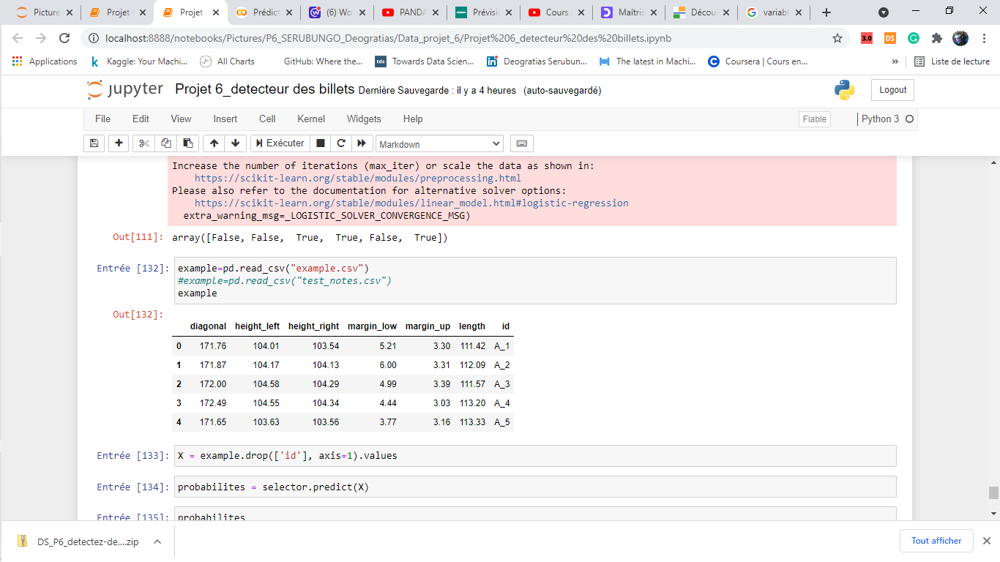 Picture Projet Projet Prédict (6) Wo PANDA Prévisi Cours Maîtris Décou variabl
localhost:8888/notebooks/Pictures/P6_SERUBUNGO_Deogratias/Data_projet_6/Projet%206_detecteur%20des%20billets.ipynb 3.0 DS
Applications Kaggle: Your Machi... All Charts GitHub: Where the... tds Towards Data Scien... Deogratias Serubun... The latest in Machi... Coursera | Cours en... » Liste de lecture
jupyter Projet 6_detecteur des billets Dernière Sauvegarde : il y a 4 heures (auto-sauvegardé) Logout
File Edit View Insert Cell Kernel Widgets Help Fiable Python 3
Exécuter Markdown
Increase the number of iterations (max_iter) or scale the data as shown in:
https://scikit-learn.org/stable/modules/preprocessing.html
Please also refer to the documentation for alternative solver options:
https://scikit-learn.org/stable/modules/linear_model.html#logistic-regression
extra_warning_msg=_LOGISTIC_SOLVER_CONVERGENCE_MSG)
Out[111]: array([False, False,  True,  True, False,  True])
Entrée [132]: example=pd.read_csv("example.csv")
#example=pd.read_csv("test_notes.csv")
example
Out[132]:
diagonal height_left height_right margin_low margin_up length id
0 171.76 104.01 103.54 5.21 3.30 111.42 A_1
1 171.87 104.17 104.13 6.00 3.31 112.09 A_2
2 172.00 104.58 104.29 4.99 3.39 111.57 A_3
3 172.49 104.55 104.34 4.44 3.03 113.20 A_4
4 171.65 103.63 103.56 3.77 3.16 113.33 A_5
Entrée [133]: X = example.drop(['id'], axis=1).values
Entrée [134]: probabilites = selector.predict(X)
Entrée [135]: probabilites
DS_P6_detectez-de....zip Tout afficher